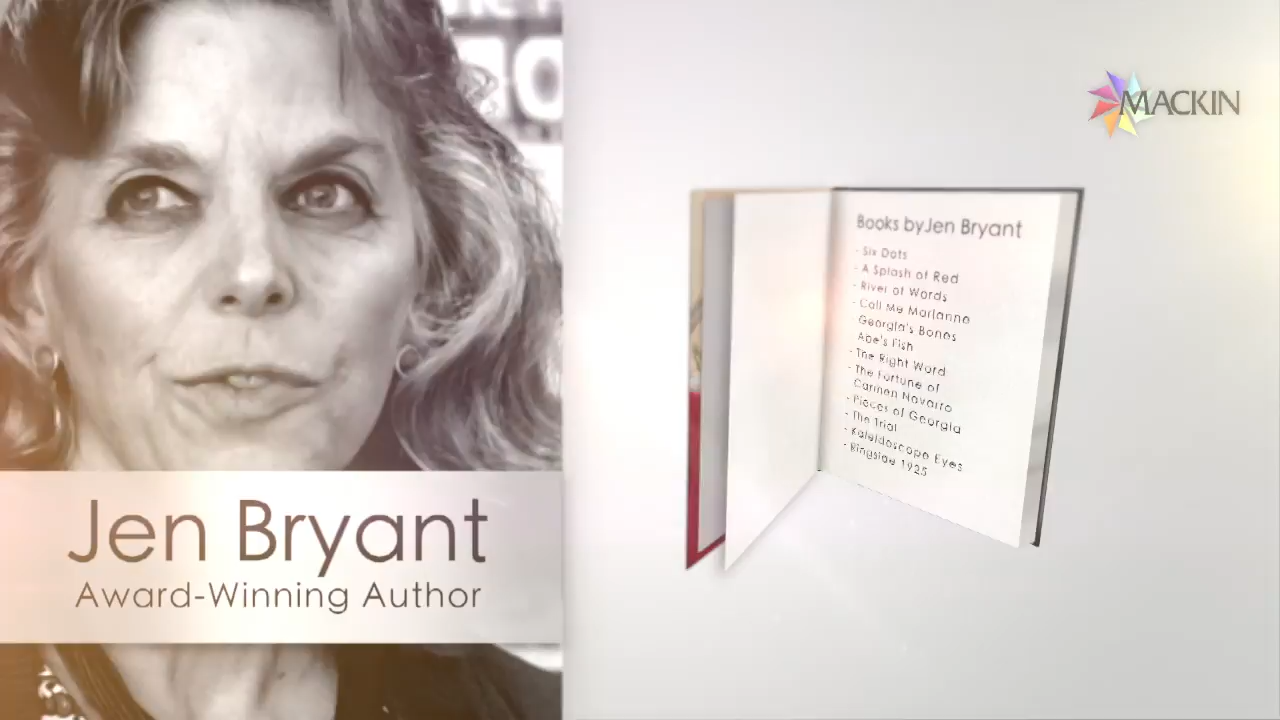 MACKIN
Books byJen Bryant
- Six Dots
- A Splash of Red
- River of Words
- Call Me Marianne
Georgia's Bones
Abe's Fish
- The Right Word
- The Fortune of
Carmen Navarro
- Pieces of Georgia
- The Trial
- Kaleidoscope Eyes
- Ringside 1925
Jen Bryant
Award-Winning Author